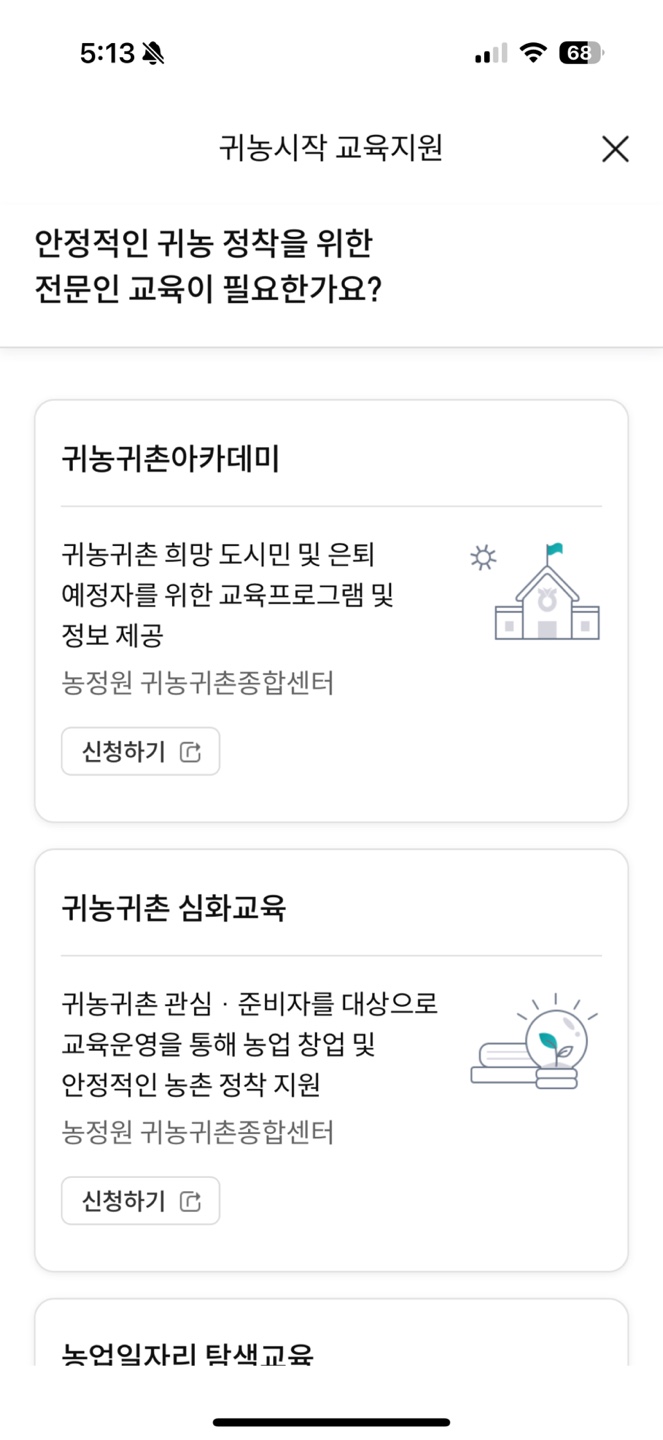 5:13
68
귀농시작 교육지원
안정적인 귀농 정착을 위한
전문인 교육이 필요한가요?
귀농귀촌아카데미
귀농귀촌 희망 도시민 및 은퇴
예정자를 위한 교육프로그램 및
정보 제공
농정원 귀농귀촌종합센터
신청하기
귀농귀촌 심화교육
귀농귀촌 관심 · 준비자를 대상으로
교육운영을 통해 농업 창업 및
안정적인 농촌 정착 지원
농정원 귀농귀촌종합센터
신청하기
농업일자리 탐색교육